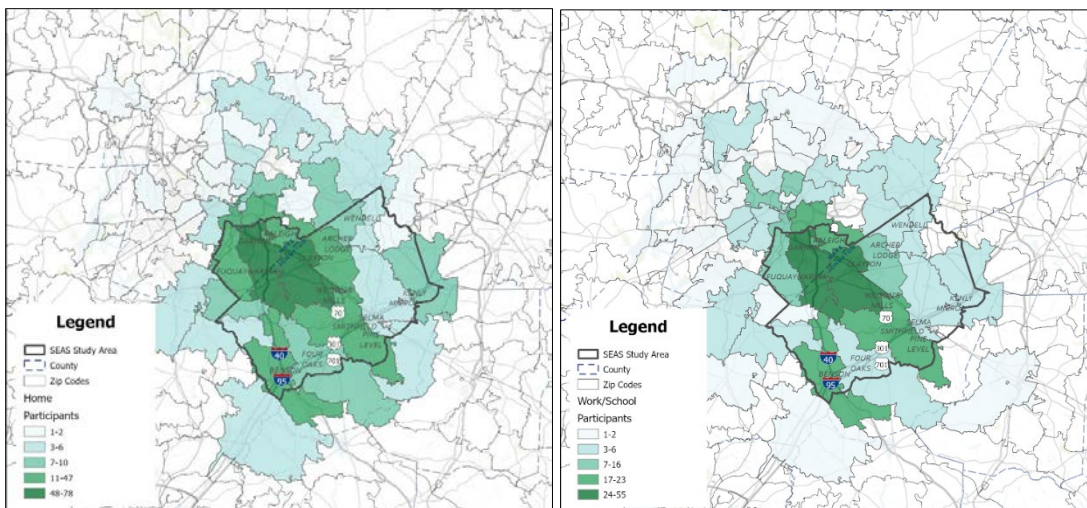 WENDELL
RALEIGH
GARNER
ARCHER
LODGE
CLAYTON
FUQUAY-VARINA
WILSON'S
MILLS
KENLY
MICRO
70
SELMA
SMITHFIELD
PINE
LEVEL
301
701
40
FOUR
OAKS
BENSON
95
Legend
SEAS Study Area
County
Zip Codes
Home
Participants
1-2
3-6
7-10
11-47
48-78
WENDELL
RALEIGH
GARNER
ARCHER
LODGE
CLAYTON
FUQUAY-VARINA
WILSON'S
MILLS
KENLY
MICRO
70
SELMA
SMITHFIELD
PINE
LEVEL
301
701
40
FOUR
OAKS
BENSON
95
Legend
SEAS Study Area
County
Zip Codes
Work/School
Participants
1-2
3-6
7-16
17-23
24-55